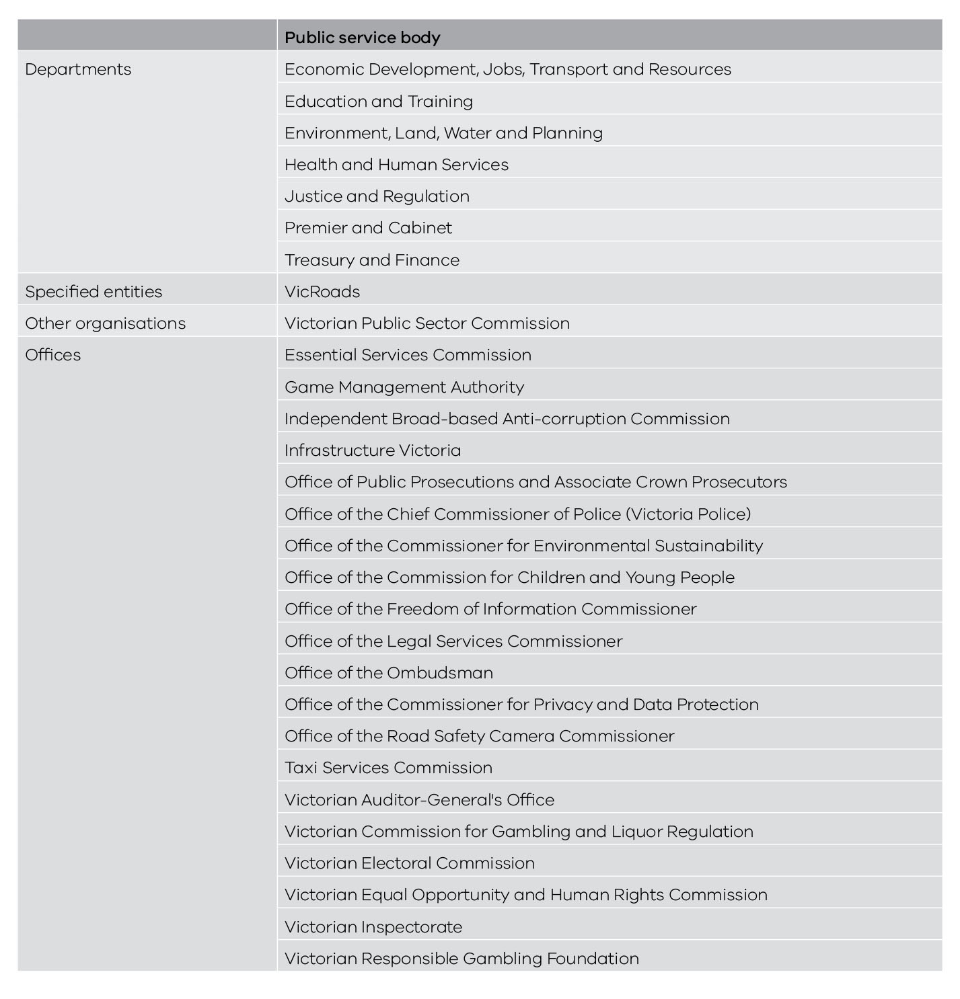 Public service body
Departments
Economic Development, Jobs, Transport and Resources
Education and Training
Environment, Land, Water and Planning
Health and Human Services
Justice and Regulation
Premier and Cabinet
Treasury and Finance
Specified entities
VicRoads
Other organisations
Victorian Public Sector Commission
Offices
Essential Services Commission
Game Management Authority
Independent Broad-based Anti-corruption Commission
Infrastructure Victoria
Office of Public Prosecutions and Associate Crown Prosecutors
Office of the Chief Commissioner of Police (Victoria Police)
Office of the Commissioner for Environmental Sustainability
Office of the Commission for Children and Young People
Office of the Freedom of Information Commissioner
Office of the Legal Services Commissioner
Office of the Ombudsman
Office of the Commissioner for Privacy and Data Protection
Office of the Road Safety Camera Commissioner
Taxi Services Commission
Victorian Auditor-General's Office
Victorian Commission for Gambling and Liquor Regulation
Victorian Electoral Commission
Victorian Equal Opportunity and Human Rights Commission
Victorian Inspectorate
Victorian Responsible Gambling Foundation